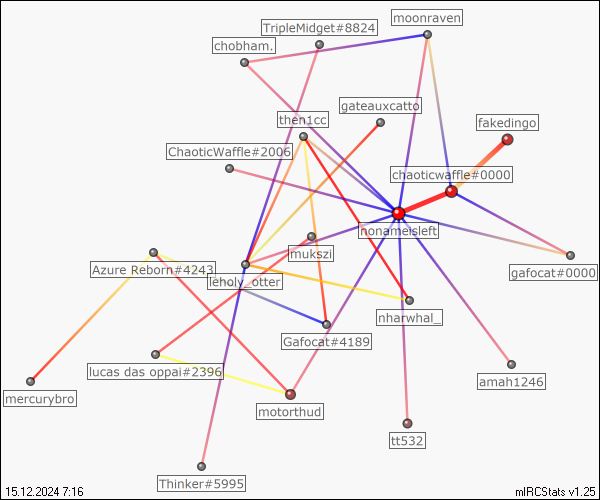 moonraven
TripleMidget#8824
chobham.
gateauxcatto
then1cc
fakedingo
ChaoticWaffle#2006
chaoticwaffle#0000
nonameisleft
mukszi
Azure Reborn#4243
leholy_otter
gafocat#0000
nharwhal_
Gafocat#4189
lucas das oppai#2396
amah1246
mercurybro
motorthud
tt532
Thinker#5995
15.12.2024 7:16
mIRCStats v1.25